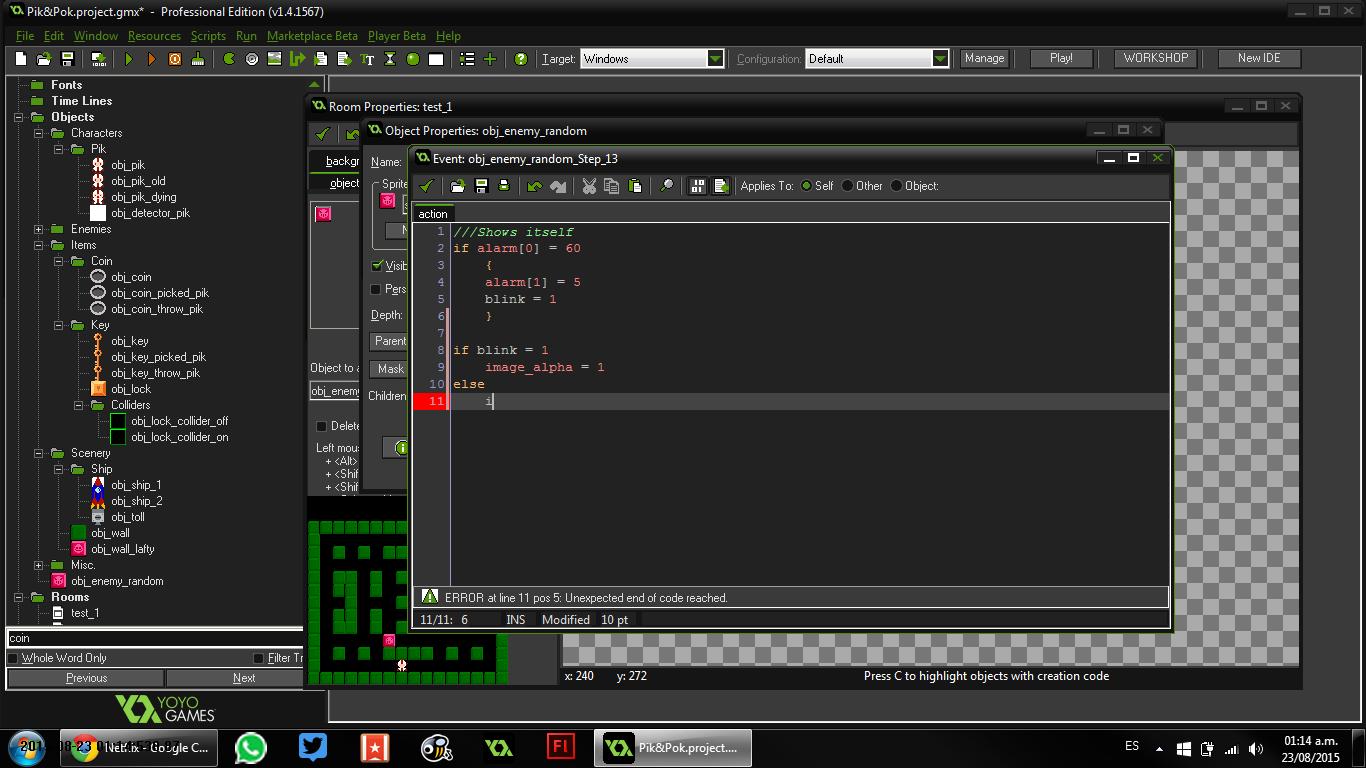 Pik&Pok.project.gmx* - Professional Edition (v1.4.1567)
File Edit Window Resources Scripts Run Marketplace Beta Player Beta Help
Target: Windows Configuration: Default Manage Play! WORKSHOP New IDE
Fonts
Time Lines
Objects
Characters
Pik
obj_pik
obj_pik_old
obj_pik_dying
obj_detector_pik
Enemies
Items
Coin
obj_coin
obj_coin_picked_pik
obj_coin_throw_pik
Key
obj_key
obj_key_picked_pik
obj_key_throw_pik
obj_lock
Colliders
obj_lock_collider_off
obj_lock_collider_on
Scenery
Ship
obj_ship_1
obj_ship_2
obj_toll
obj_wall
obj_wall_lafty
Misc.
obj_enemy_random
Rooms
test_1
coin
Whole Word Only Filter Tr
Previous Next
YOYO
GAMES
Room Properties: test_1
backgr
object
Object to a
obj_enemy
Delete
Left mou
+ <Alt>
+ <Shif
+ <Shif
Object Properties: obj_enemy_random
Name:
Sprite
N
Visib
Pers
Depth:
Parent
Mask
Children
Event: obj_enemy_random_Step_13
Applies To: Self Other Object:
action
1 ///Shows itself
2 if alarm[0] = 60
3 {
4 alarm[1] = 5
5 blink = 1
6 }
7
8 if blink = 1
9 image_alpha = 1
10 else
11 i
ERROR at line 11 pos 5: Unexpected end of code reached.
11/11: 6 INS Modified 10 pt
x: 240 y: 272 Press C to highlight objects with creation code
Netflix - Google C...
Fl
Pik&Pok.project....
ES
01:14 a.m.
23/08/2015